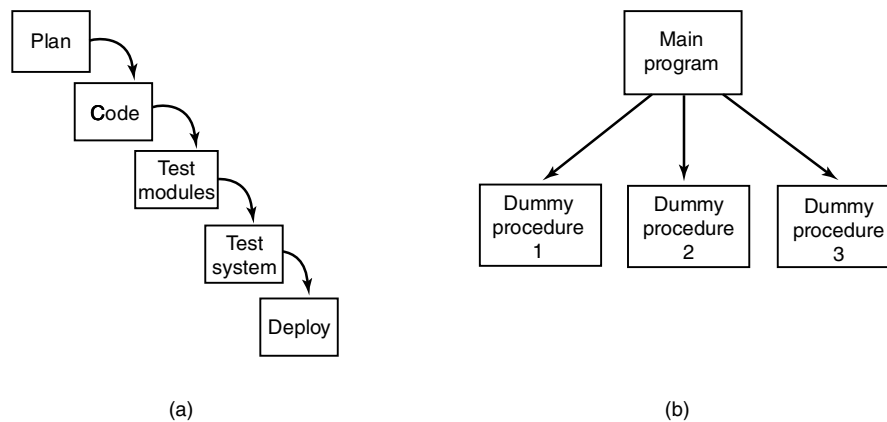 Plan
Code
Test
modules
Test
system
Deploy
(a)
Main
program
Dummy
procedure
1
Dummy
procedure
2
Dummy
procedure
3
(b)